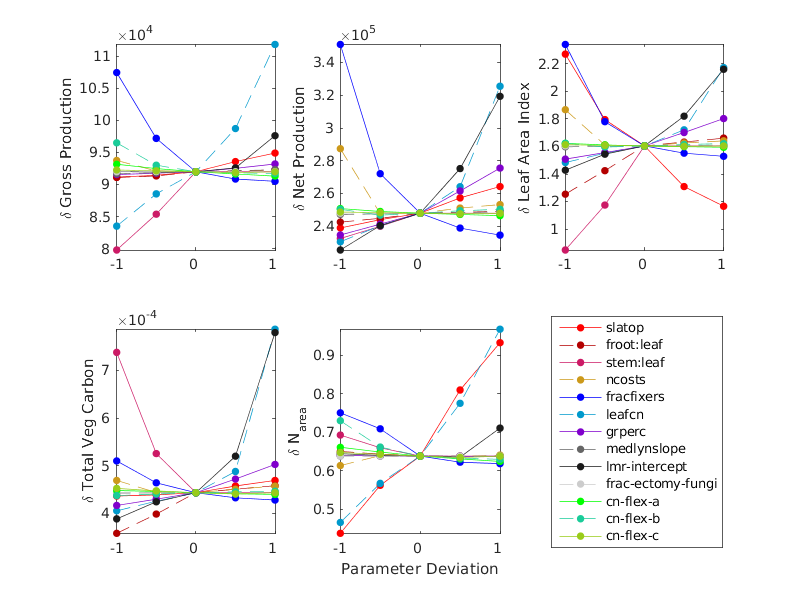 ×10⁴
11
10.5
10
9.5
9
8.5
8
-1
0
1
δ Gross Production
×10⁵
3.4
3.2
3
2.8
2.6
2.4
-1
0
1
δ Net Production
2.2
2
1.8
1.6
1.4
1.2
1
-1
0
1
δ Leaf Area Index
×10⁻⁴
7
6
5
4
-1
0
1
δ Total Veg Carbon
0.9
0.8
0.7
0.6
0.5
-1
0
1
δ N_area
Parameter Deviation
slatop
froot:leaf
stem:leaf
ncosts
fracfixers
leafcn
grperc
medlynslope
lmr-intercept
frac-ectomy-fungi
cn-flex-a
cn-flex-b
cn-flex-c